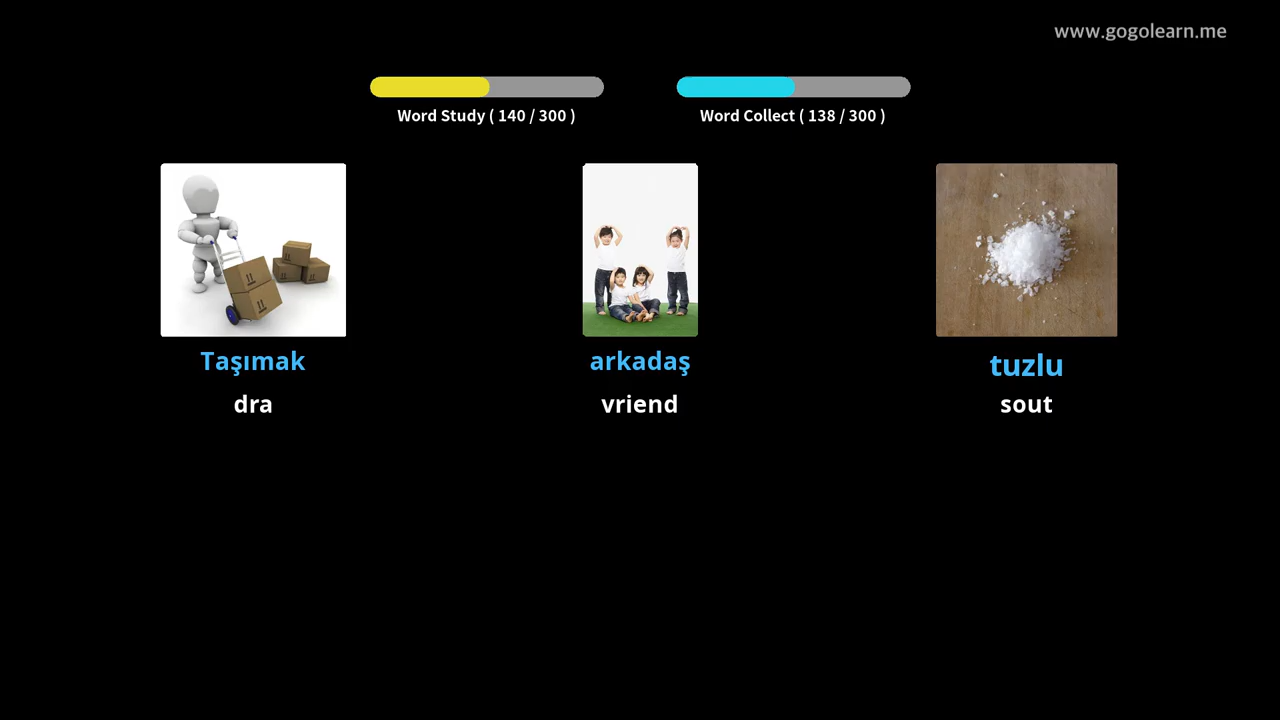 www.gogolearn.me
Word Study ( 140 / 300 )
Word Collect ( 138 / 300 )
Taşımak
dra
arkadaş
vriend
tuzlu
sout